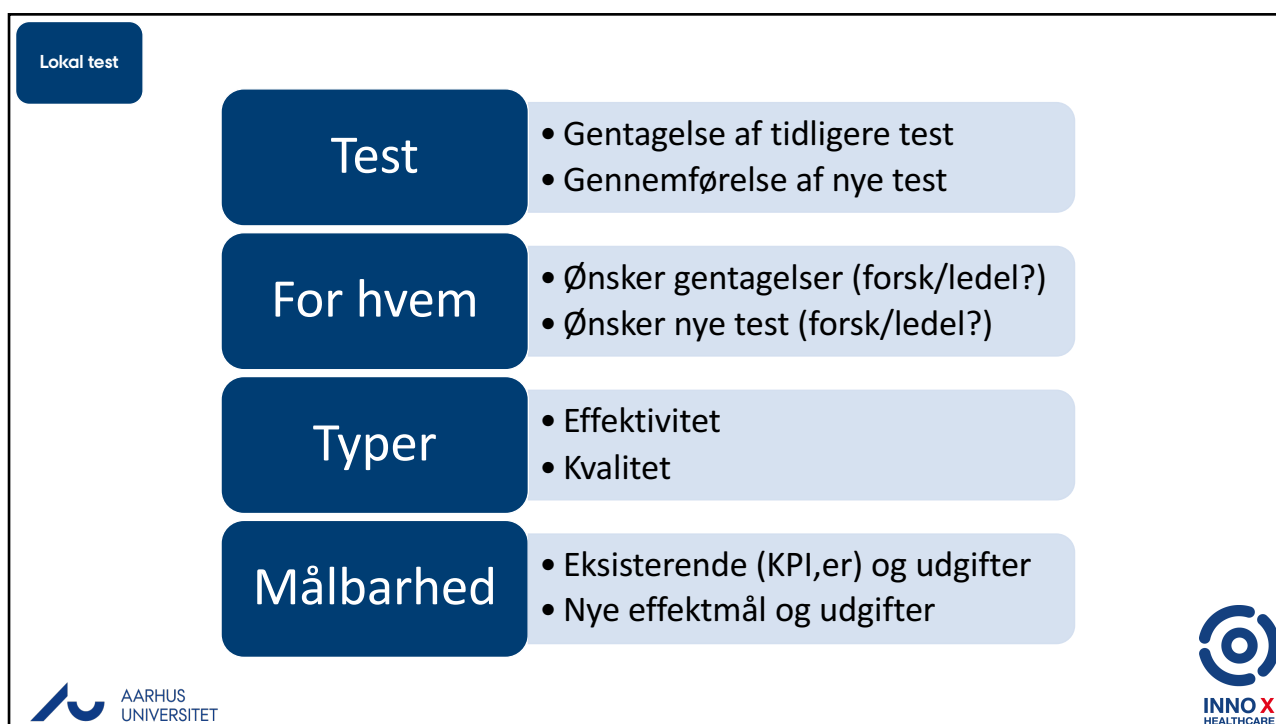 Lokal test
Test
• Gentagelse af tidligere test
• Gennemførelse af nye test
For hvem
• Ønsker gentagelser (forsk/ledel?)
• Ønsker nye test (forsk/ledel?)
Typer
• Effektivitet
• Kvalitet
Målbarhed
• Eksisterende (KPI,er) og udgifter
• Nye effektmål og udgifter
AARHUS
UNIVERSITET
INNO X
HEALTHCARE